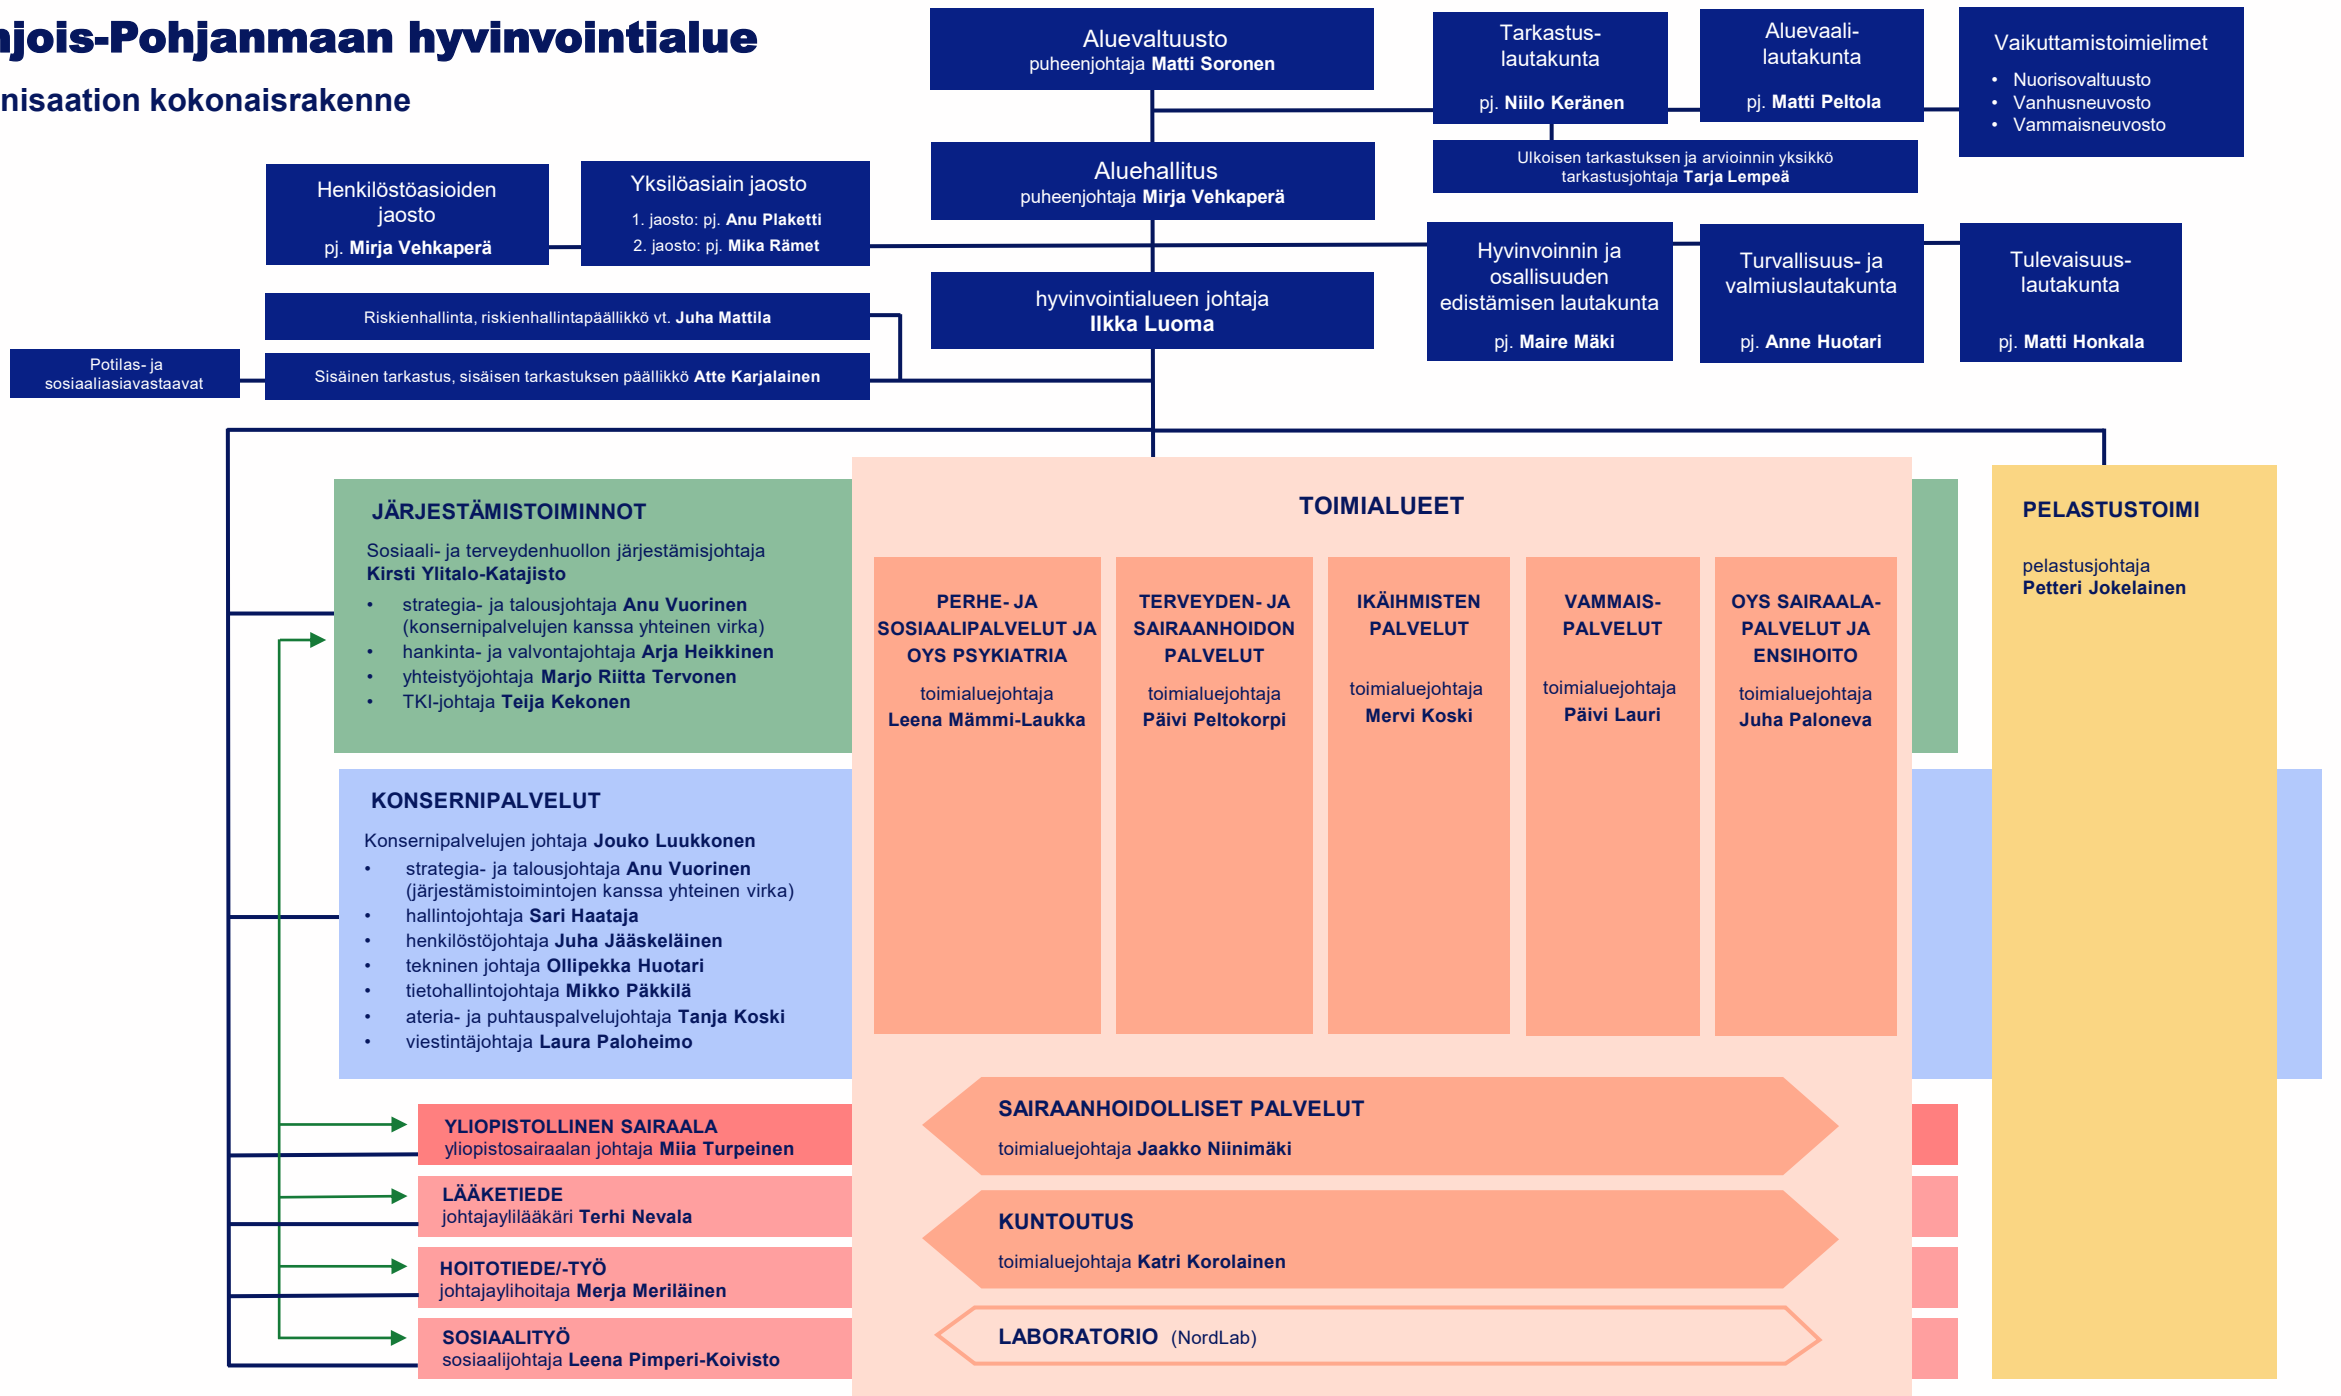 njois-Pohjanmaan hyvinvointialue
nisaation kokonaisrakenne
Aluevaltuusto
puheenjohtaja Matti Soronen
Tarkastus-
lautakunta
pj. Niilo Keränen
Aluevaali-
lautakunta
pj. Matti Peltola
Vaikuttamistoimielimet
• Nuorisovaltuusto
• Vanhusneuvosto
• Vammaisneuvosto
Ulkoisen tarkastuksen ja arvioinnin yksikkö
tarkastusjohtaja Tarja Lempeä
Henkilöstöasioiden
jaosto
pj. Mirja Vehkaperä
Yksilöasiain jaosto
1. jaosto: pj. Anu Plaketti
2. jaosto: pj. Mika Rämet
Aluehallitus
puheenjohtaja Mirja Vehkaperä
Hyvinvoinnin ja
osallisuuden
edistämisen lautakunta
pj. Maire Mäki
Turvallisuus- ja
valmiuslautakunta
pj. Anne Huotari
Tulevaisuus-
lautakunta
pj. Matti Honkala
hyvinvointialueen johtaja
Ilkka Luoma
Riskienhallinta, riskienhallintapäällikkö vt. Juha Mattila
Potilas- ja
sosiaaliasiavastaavat
Sisäinen tarkastus, sisäisen tarkastuksen päällikkö Atte Karjalainen
JÄRJESTÄMISTOIMINNOT
Sosiaali- ja terveydenhuollon järjestämisjohtaja
Kirsti Ylitalo-Katajisto
• strategia- ja talousjohtaja Anu Vuorinen
(konsernipalvelujen kanssa yhteinen virka)
• hankinta- ja valvontajohtaja Arja Heikkinen
• yhteistyöjohtaja Marjo Riitta Tervonen
• TKI-johtaja Teija Kekonen
KONSERNIPALVELUT
Konsernipalvelujen johtaja Jouko Luukkonen
• strategia- ja talousjohtaja Anu Vuorinen
(järjestämistoimintojen kanssa yhteinen virka)
• hallintojohtaja Sari Haataja
• henkilöstöjohtaja Juha Jääskeläinen
• tekninen johtaja Ollipekka Huotari
• tietohallintojohtaja Mikko Päkkilä
• ateria- ja puhtauspalvelujohtaja Tanja Koski
• viestintäjohtaja Laura Paloheimo
YLIOPISTOLLINEN SAIRAALA
yliopistosairaalan johtaja Miia Turpeinen
LÄÄKETIEDE
johtajaylilääkäri Terhi Nevala
HOITOTIEDE/-TYÖ
johtajaylihoitaja Merja Meriläinen
SOSIAALITYÖ
sosiaalijohtaja Leena Pimperi-Koivisto
TOIMIALUEET
PERHE- JA
SOSIAALIPALVELUT JA
OYS PSYKIATRIA
toimialuejohtaja
Leena Mämmi-Laukka
TERVEYDEN- JA
SAIRAANHOIDON
PALVELUT
toimialuejohtaja
Päivi Peltokorpi
IKÄIHMISTEN
PALVELUT
toimialuejohtaja
Mervi Koski
VAMMAIS-
PALVELUT
toimialuejohtaja
Päivi Lauri
OYS SAIRAALA-
PALVELUT JA
ENSIHOITO
toimialuejohtaja
Juha Paloneva
SAIRAANHOIDOLLISET PALVELUT
toimialuejohtaja Jaakko Niinimäki
KUNTOUTUS
toimialuejohtaja Katri Korolainen
LABORATORIO (NordLab)
PELASTUSTOIMI
pelastusjohtaja
Petteri Jokelainen